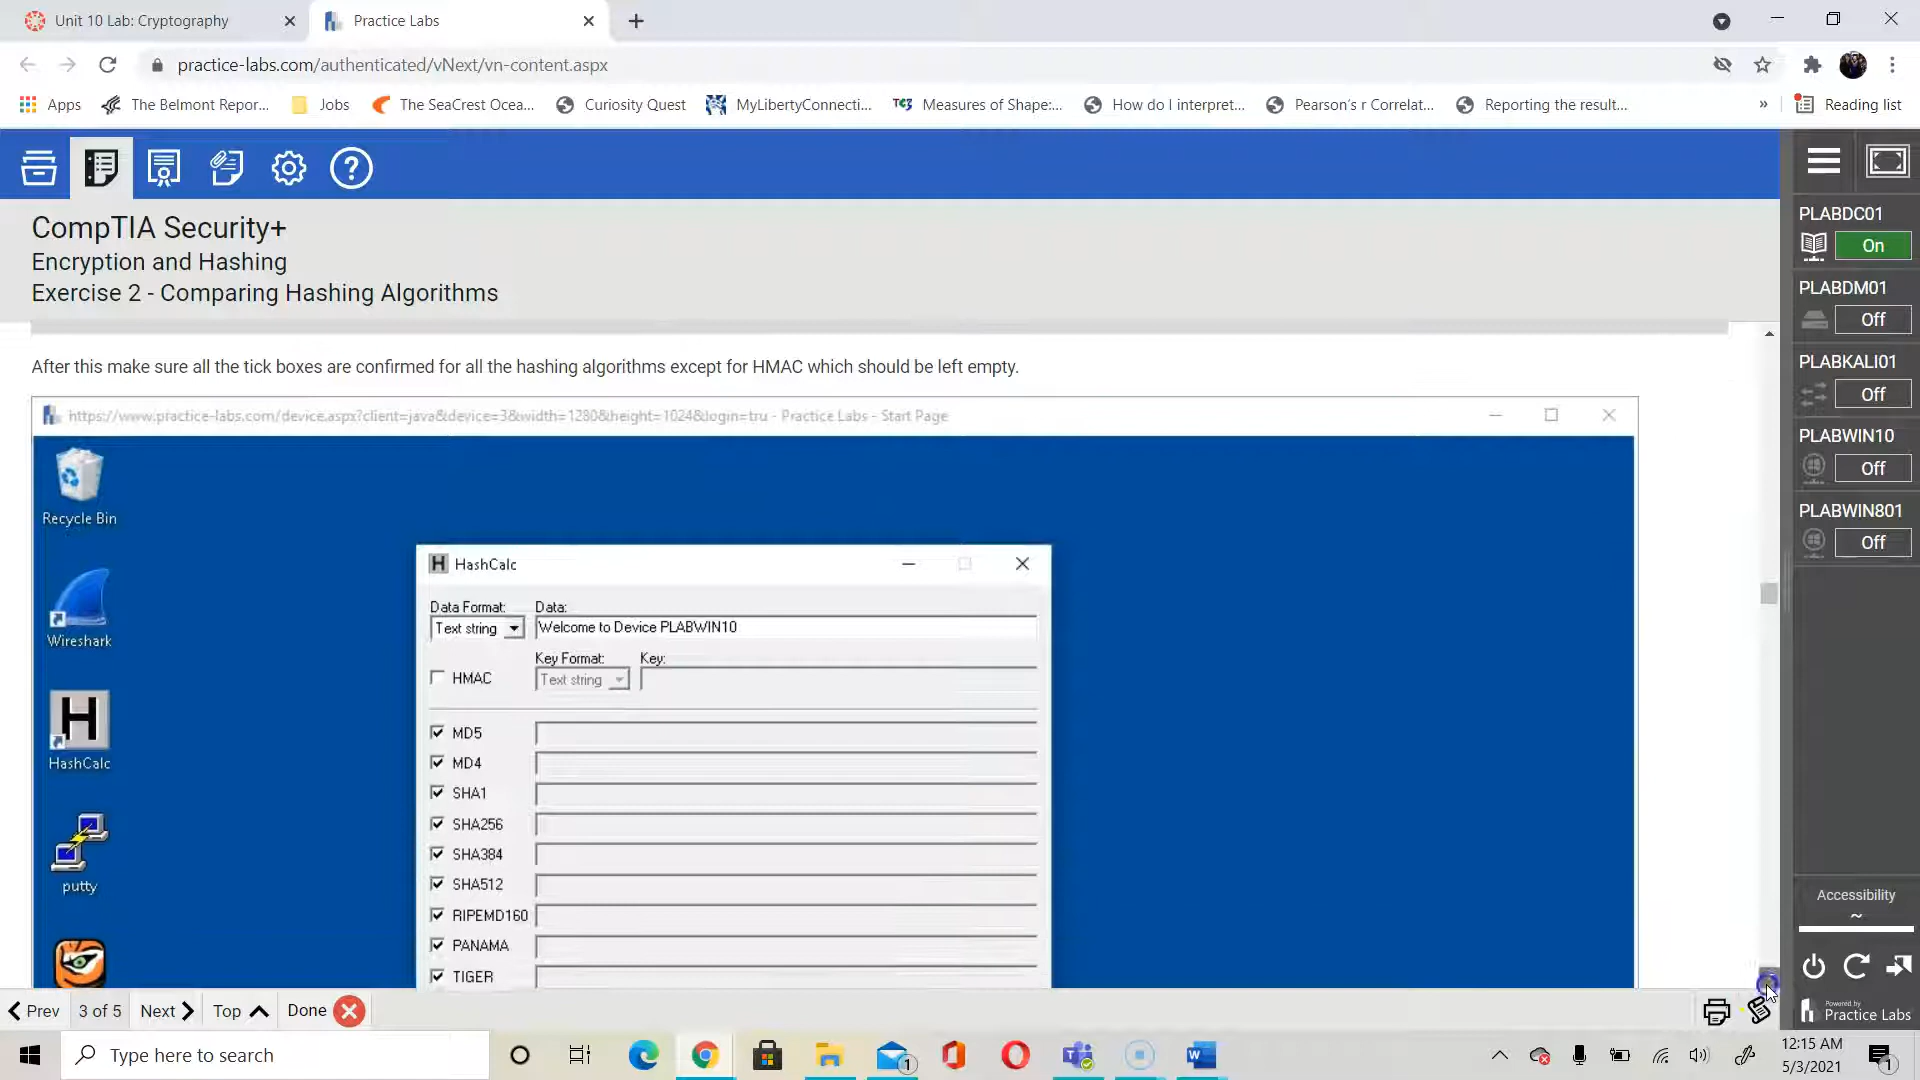 Unit 10 Lab: Cryptography
Practice Labs
practice-labs.com/authenticated/vNext/vn-content.aspx
Apps
The Belmont Repor...
Jobs
The SeaCrest Ocea...
Curiosity Quest
MyLibertyConnecti...
TC3
Measures of Shape:...
How do I interpret...
Pearson's r Correlat...
Reporting the result...
»
Reading list
CompTIA Security+
Encryption and Hashing
Exercise 2 - Comparing Hashing Algorithms
After this make sure all the tick boxes are confirmed for all the hashing algorithms except for HMAC which should be left empty.
https://www.practice-labs.com/device.aspx?client=java&device=3&width=1280&height=1024&login=tru - Practice Labs - Start Page
Recycle Bin
Wireshark
HashCalc
putty
H HashCalc
Data Format: Data:
Text string Welcome to Device PLABWIN10
Key Format: Key:
HMAC Text string
MD5
MD4
SHA1
SHA256
SHA384
SHA512
RIPEMD160
PANAMA
TIGER
PLABDC01
On
PLABDM01
Off
PLABKALI01
Off
PLABWIN10
Off
PLABWIN801
Off
Accessibility
~
Powered by
Practice Labs
Prev 3 of 5 Next Top Done
Type here to search
1
12:15 AM
5/3/2021
1